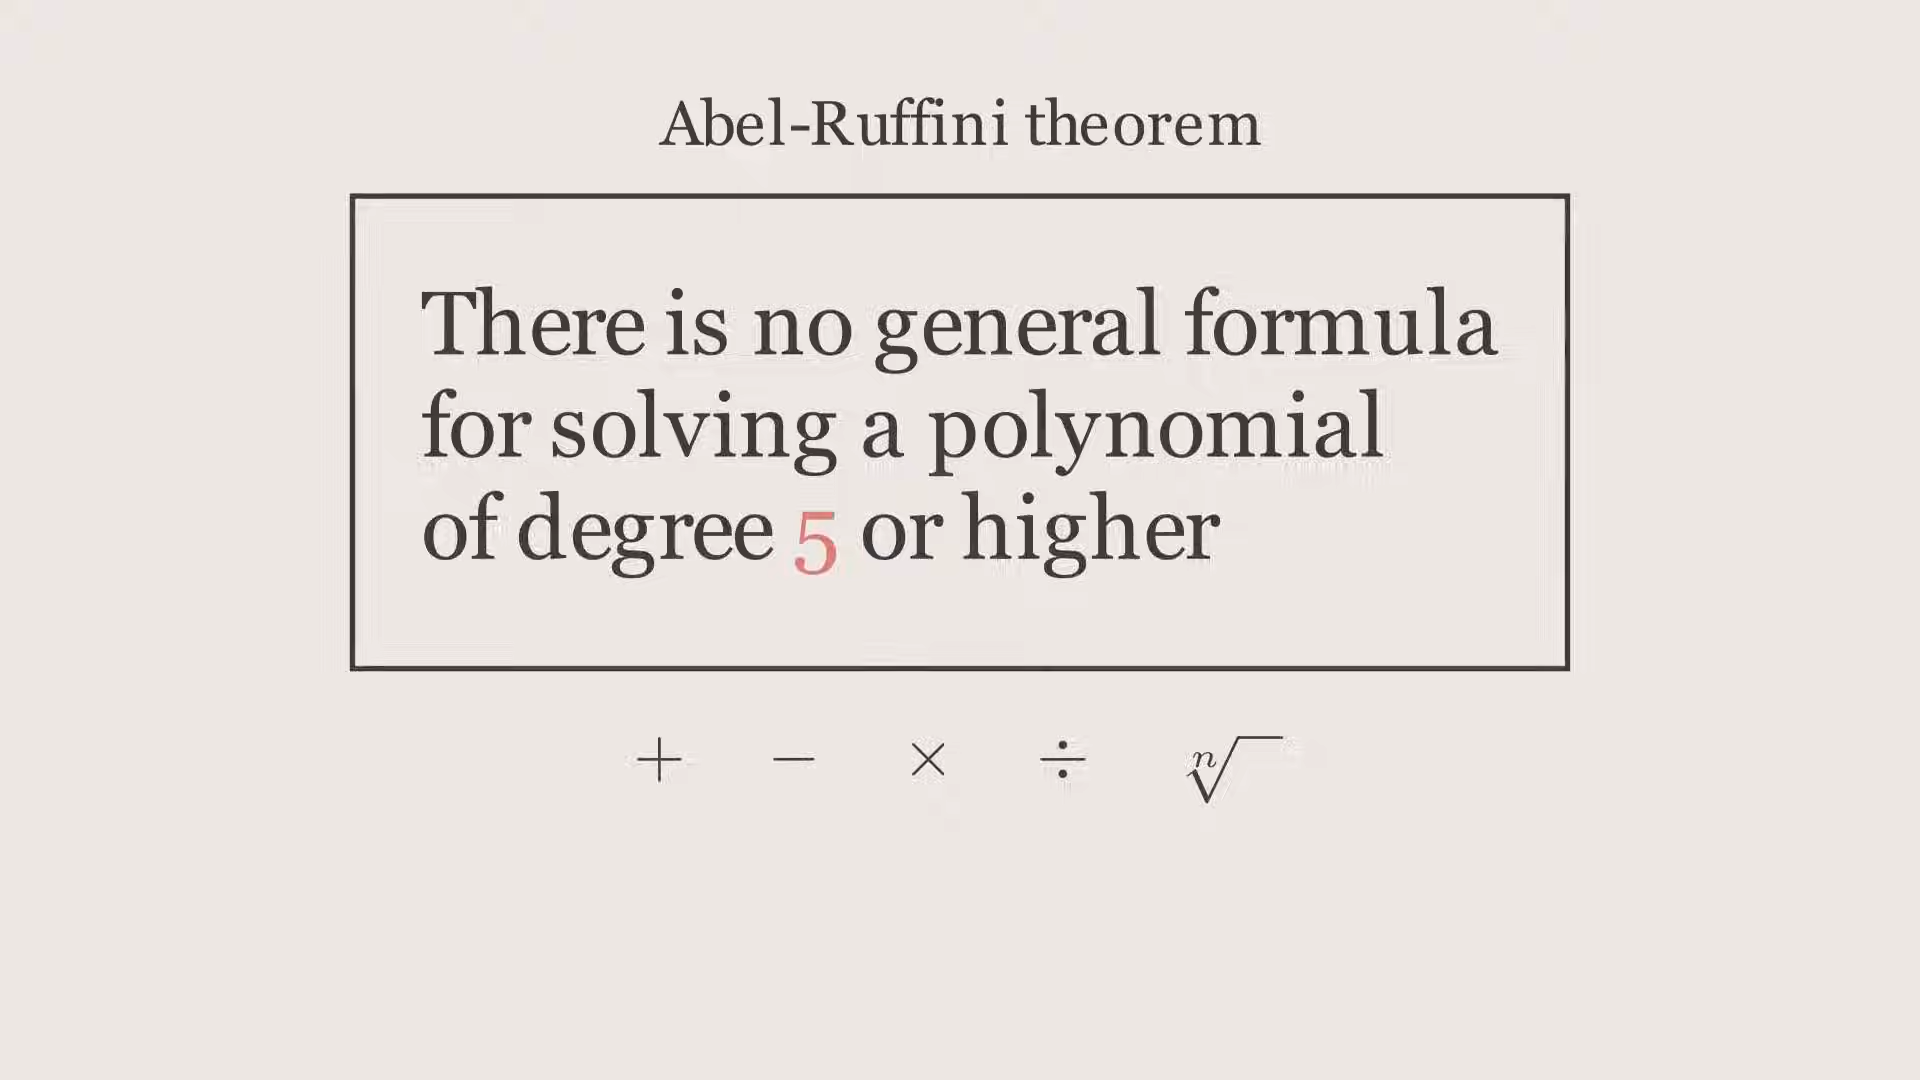 Abel-Ruffini theorem
There is no general formula
for solving a polynomial
of degree 5 or higher
+ − × ÷ ⁿ√